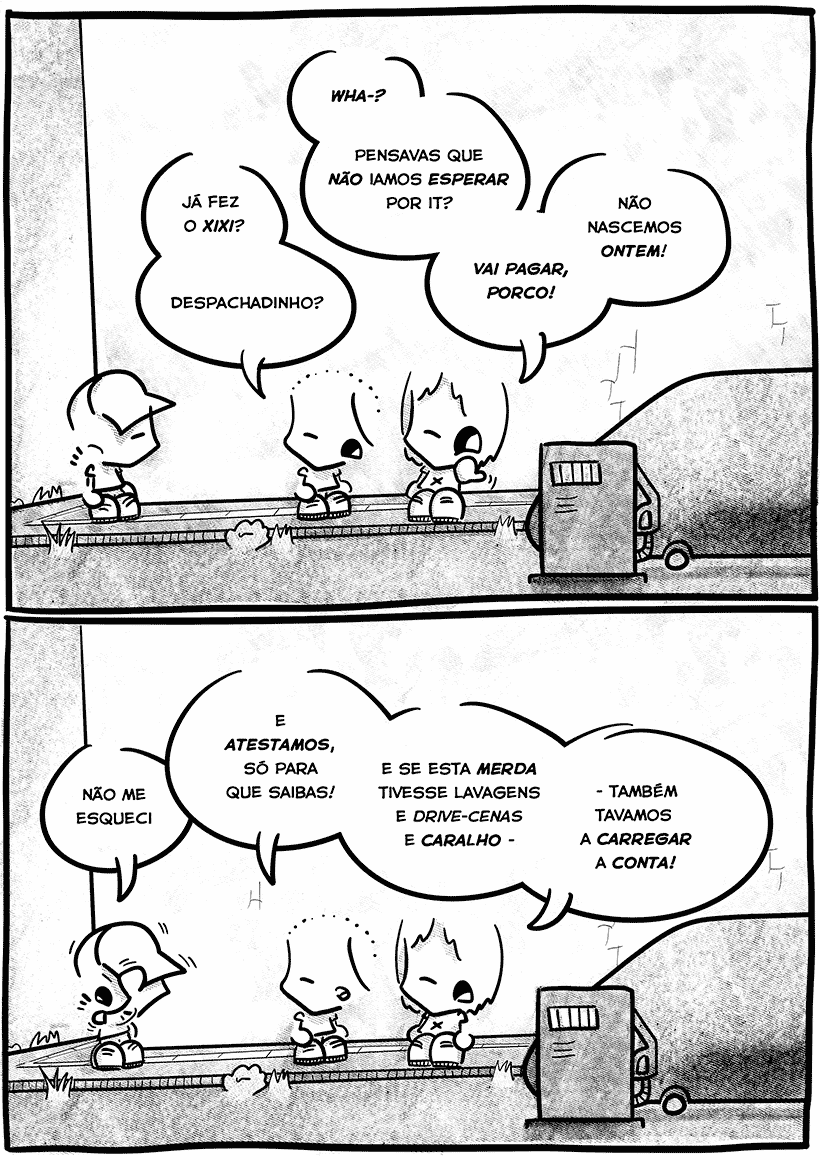 WHA-?
PENSAVAS QUE
NÃO IAMOS ESPERAR
POR IT?
JÁ FEZ
O XIXI?
DESPACHADINHO?
NÃO
NASCEMOS
ONTEM!
VAI PAGAR,
PORCO!
NÃO ME
ESQUECI
E
ATESTAMOS,
SÓ PARA
QUE SAIBAS!
E SE ESTA MERDA
TIVESSE LAVAGENS
E DRIVE-CENAS
E CARALHO -
- TAMBÉM
TAVAMOS
A CARREGAR
A CONTA!